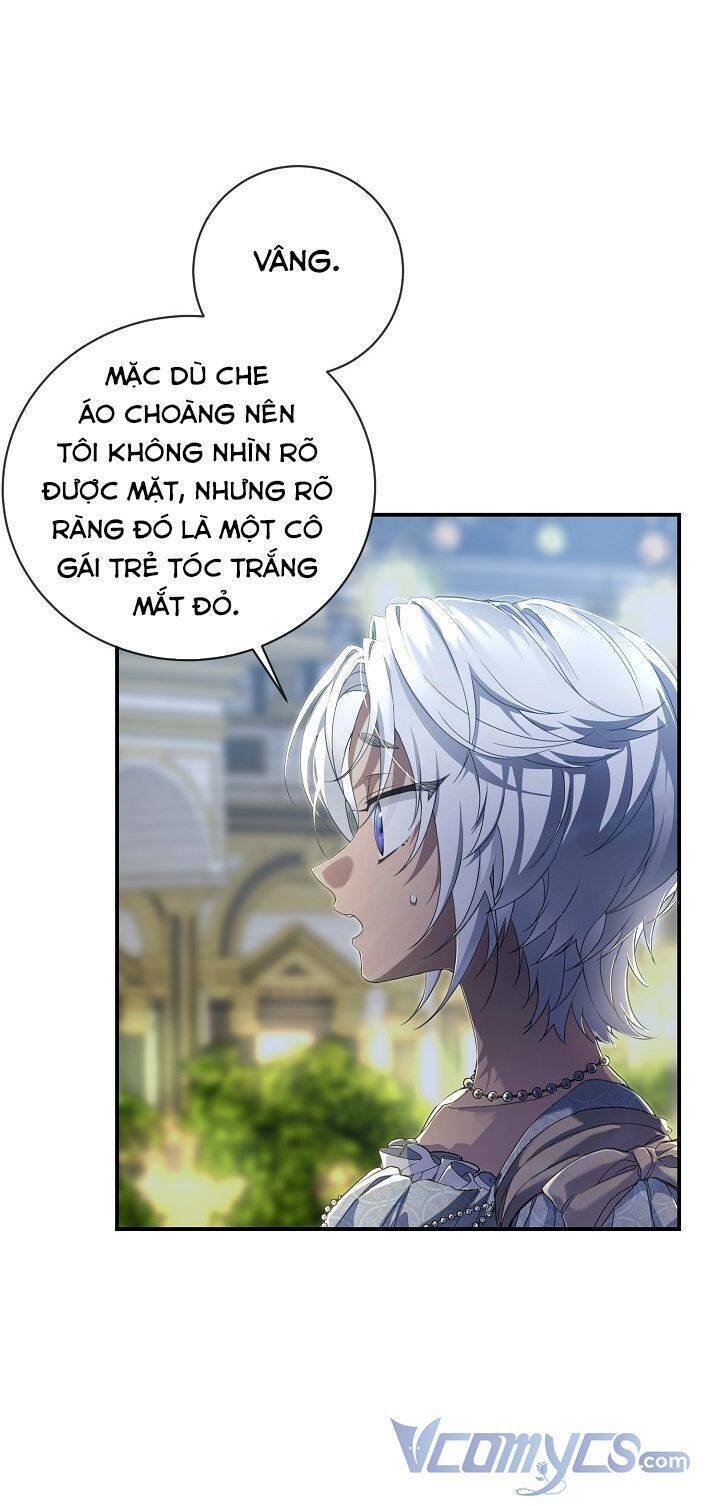 VÂNG.
MẶC DÙ CHE
ÁO CHOÀNG NÊN
TÔI KHÔNG NHÌN RÕ
ĐƯỢC MẶT, NHƯNG RÕ
RÀNG ĐÓ LÀ MỘT CÔ
GÁI TRẺ TÓC TRẮNG
MẮT ĐỎ.
VCOMYCS.com